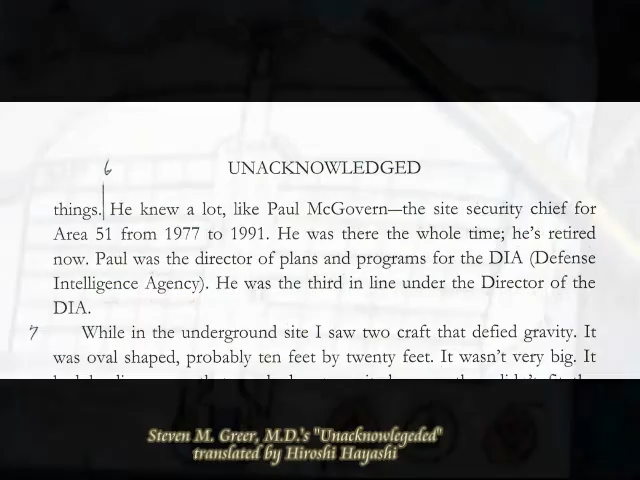 6
UNACKNOWLEDGED
things. He knew a lot, like Paul McGovern—the site security chief for
Area 51 from 1977 to 1991. He was there the whole time; he's retired
now. Paul was the director of plans and programs for the DIA (Defense
Intelligence Agency). He was the third in line under the Director of the
DIA.
7 While in the underground site I saw two craft that defied gravity. It
was oval shaped, probably ten feet by twenty feet. It wasn't very big. It
Steven M. Greer, M.D.'s "Unacknowlegeded"
translated by Hiroshi Hayashi